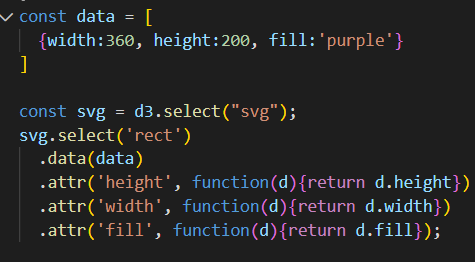 const data = [
  {width:360, height:200, fill:'purple'}
]
const svg = d3.select("svg");
svg.select('rect')
  .data(data)
  .attr('height', function(d){return d.height})
  .attr('width', function(d){return d.width})
  .attr('fill', function(d){return d.fill});